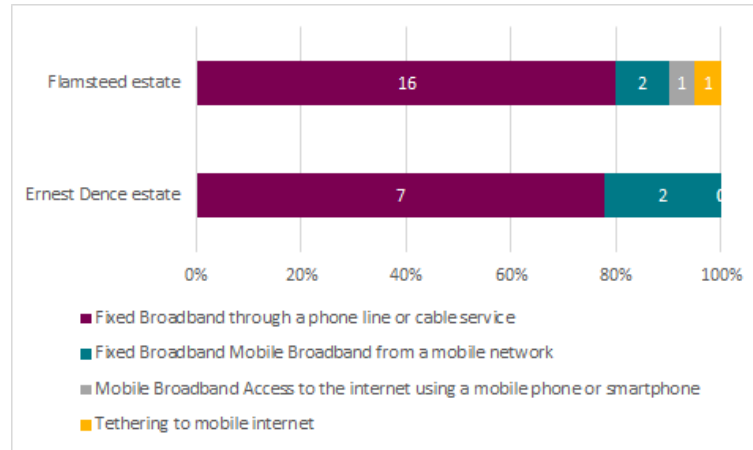 Flamsteed estate
16 2 1 1
Ernest Dence estate
7 2 0
0% 20% 40% 60% 80% 100%
Fixed Broadband through a phone line or cable service
Fixed Broadband Mobile Broadband from a mobile network
Mobile Broadband Access to the internet using a mobile phone or smartphone
Tethering to mobile internet